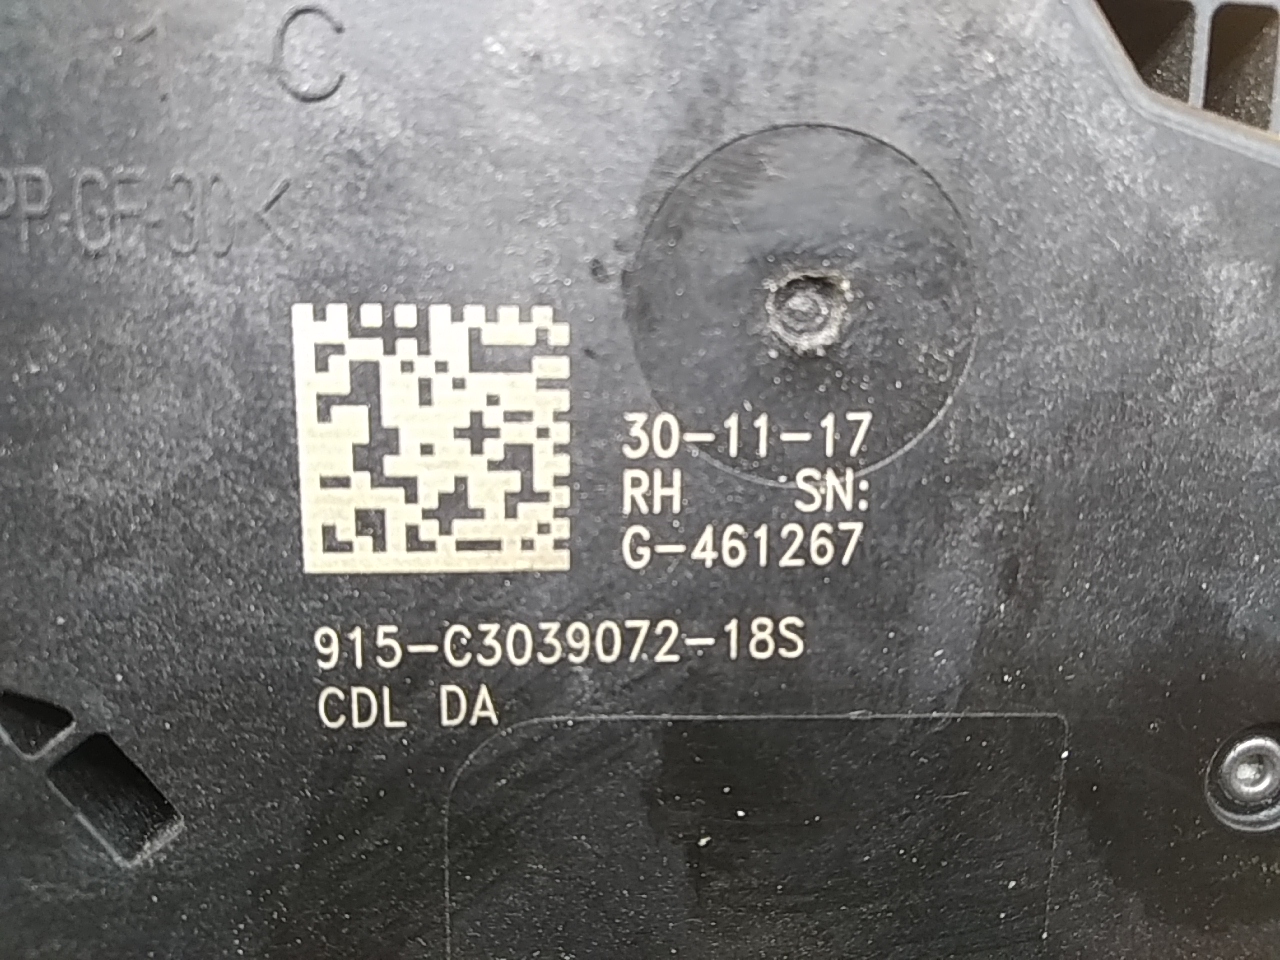 C
PP-GF-30<
30-11-17
RH SN:
G-461267
915-C3039072-18S
CDL DA